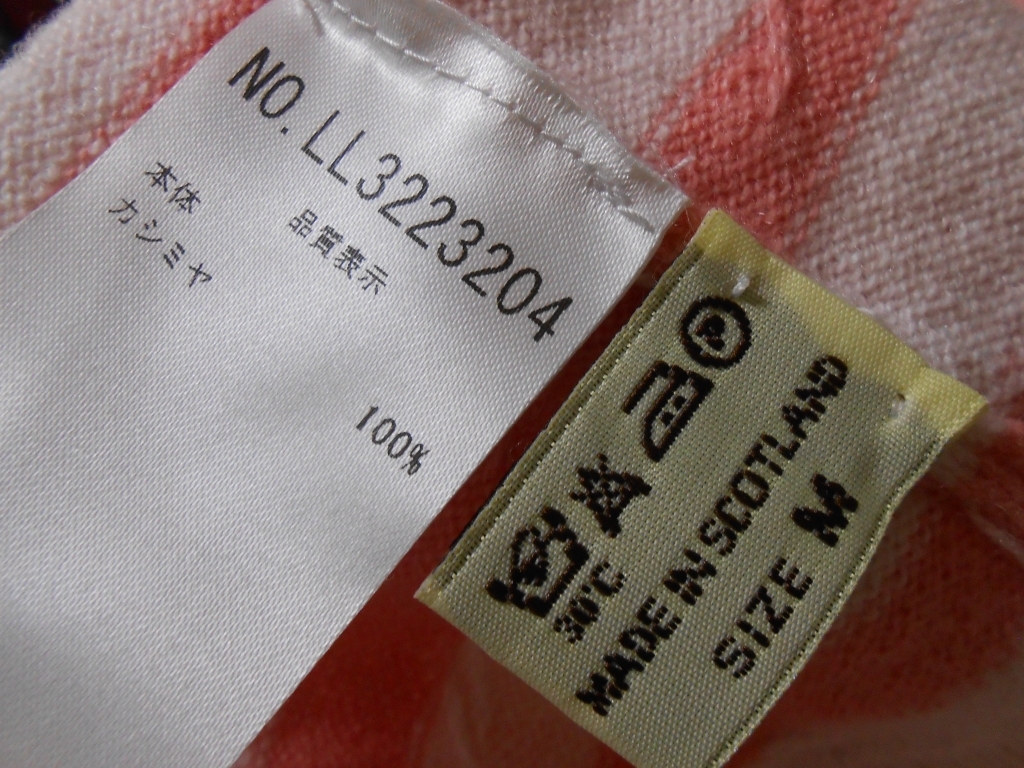 NO. LL3223204
品質表示
本体
カシミヤ 100%
30°C
MADE IN SCOTLAND
SIZE M